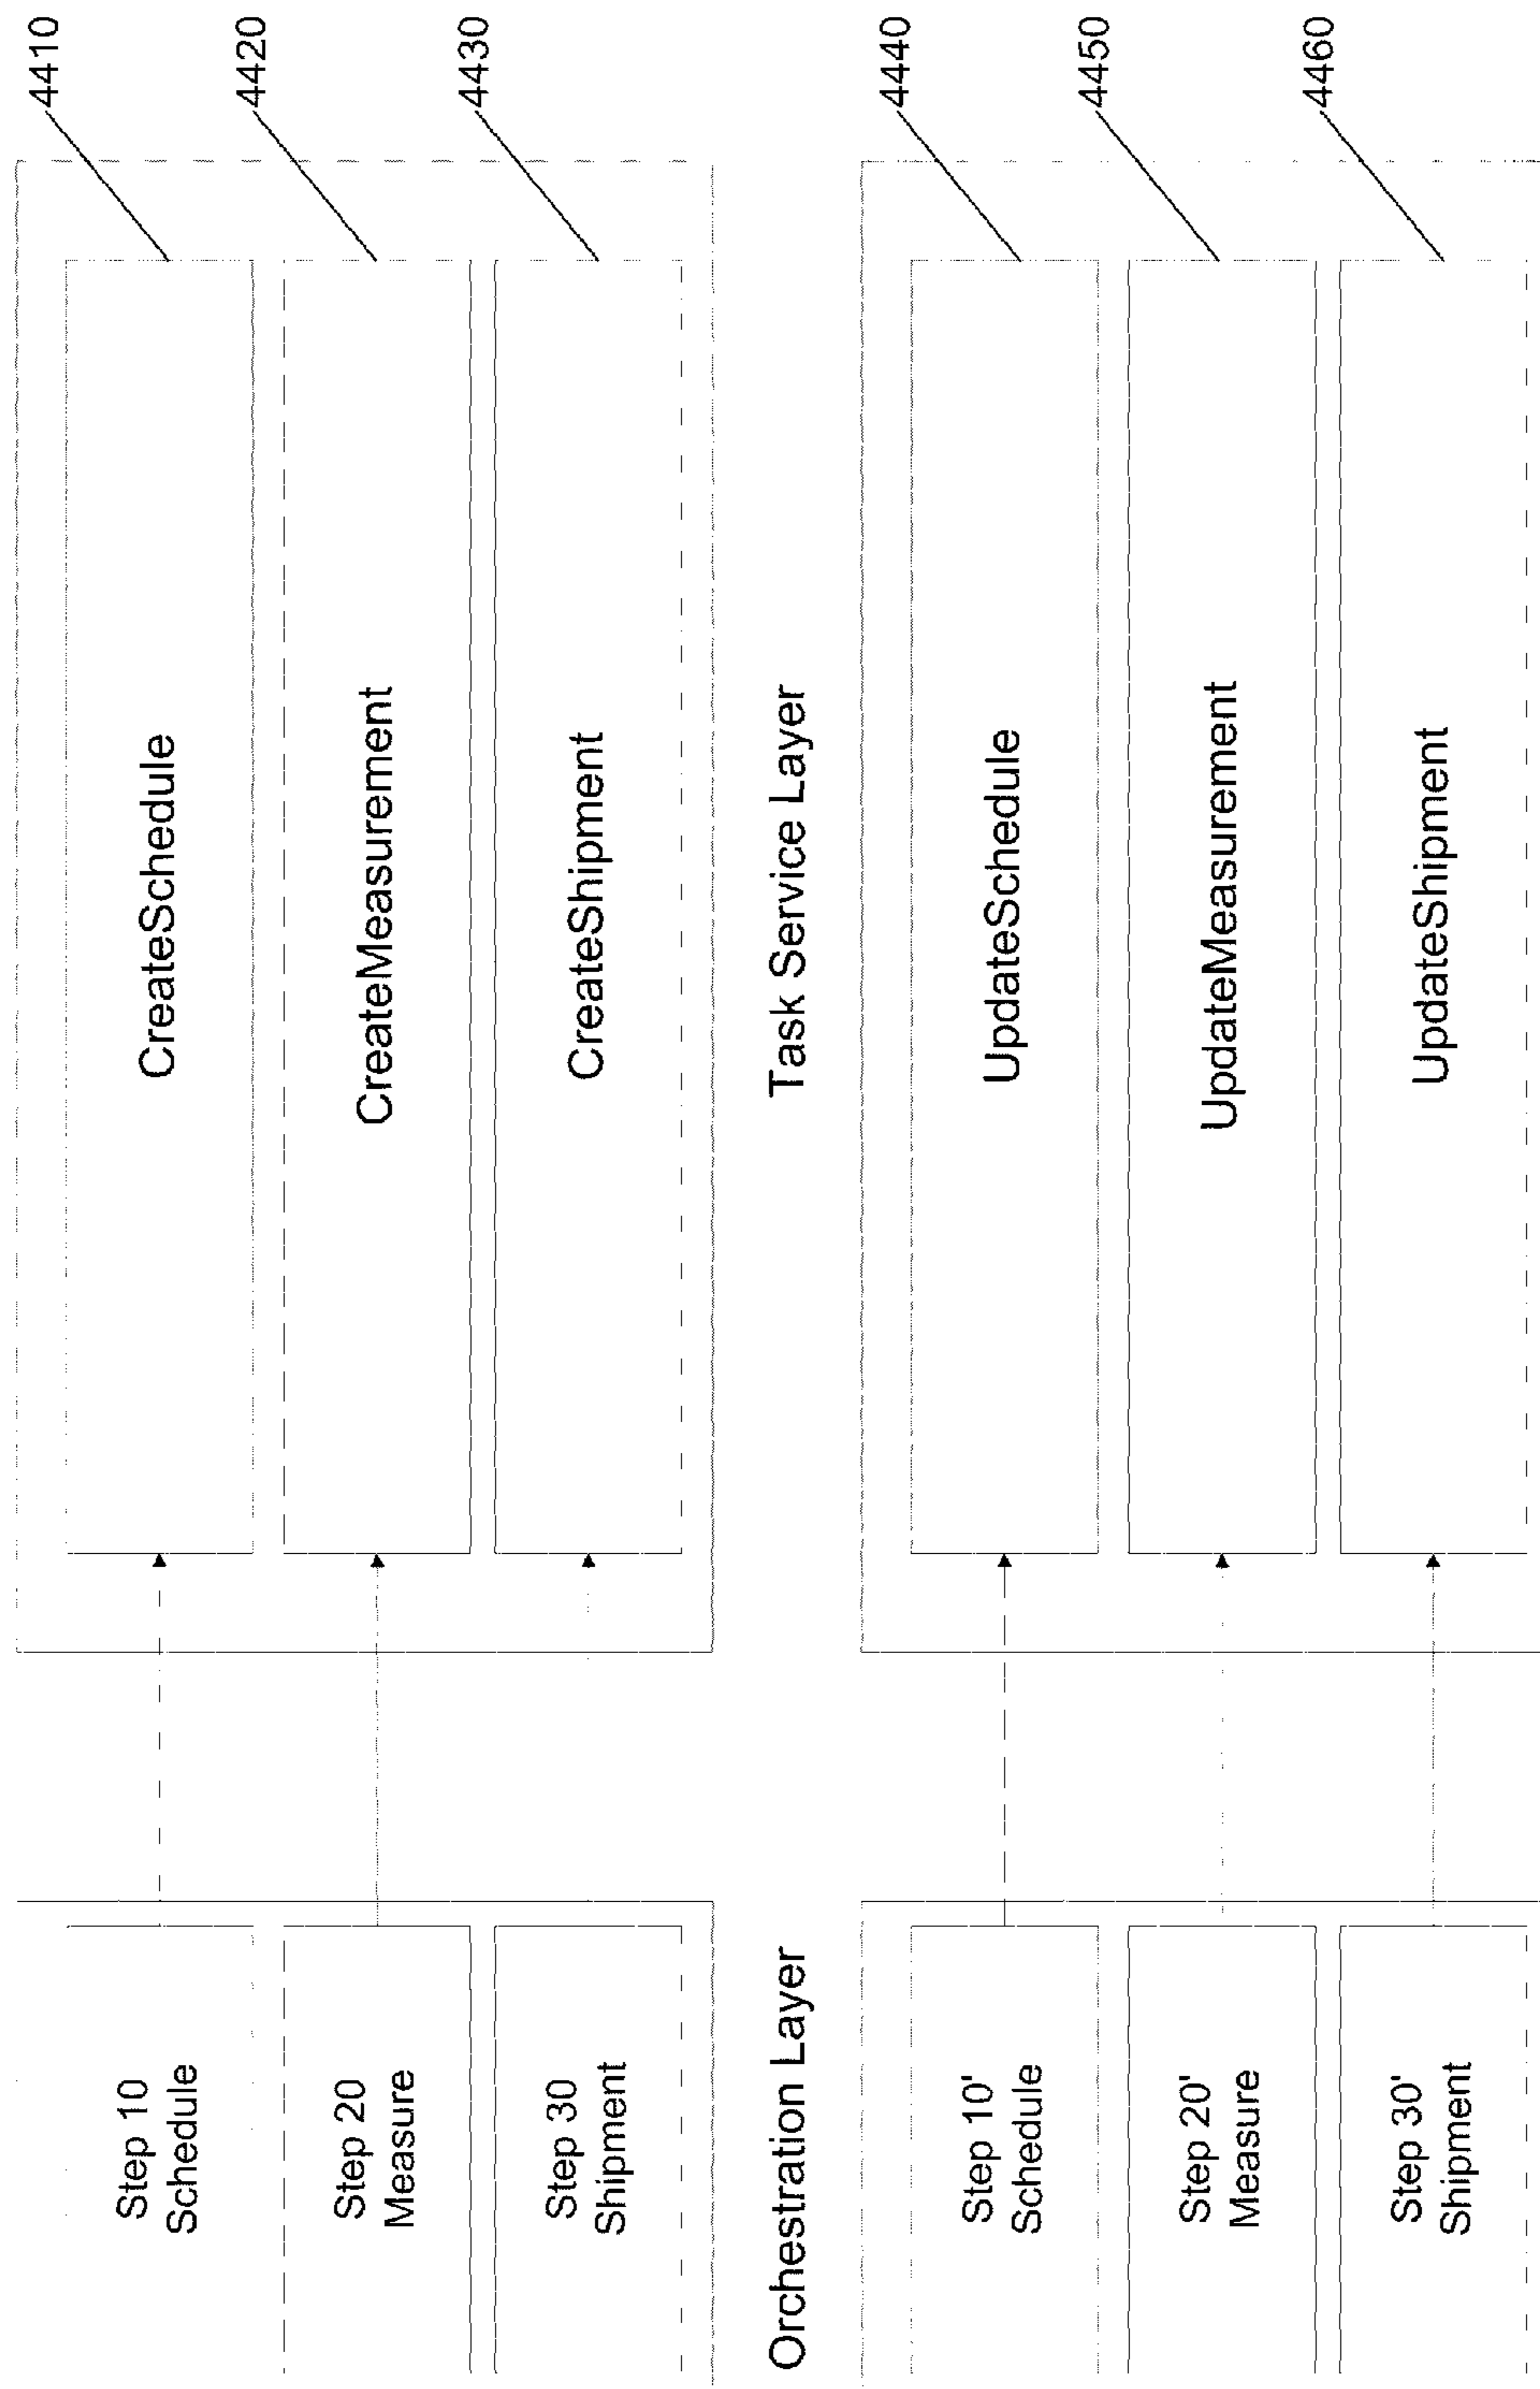 Step 10
Schedule
CreateSchedule
4410
Step 20
Measure
CreateMeasurement
4420
Step 30
Shipment
CreateShipment
4430
Orchestration Layer
Task Service Layer
Step 10'
Schedule
UpdateSchedule
4440
Step 20'
Measure
UpdateMeasurement
4450
Step 30'
Shipment
UpdateShipment
4460